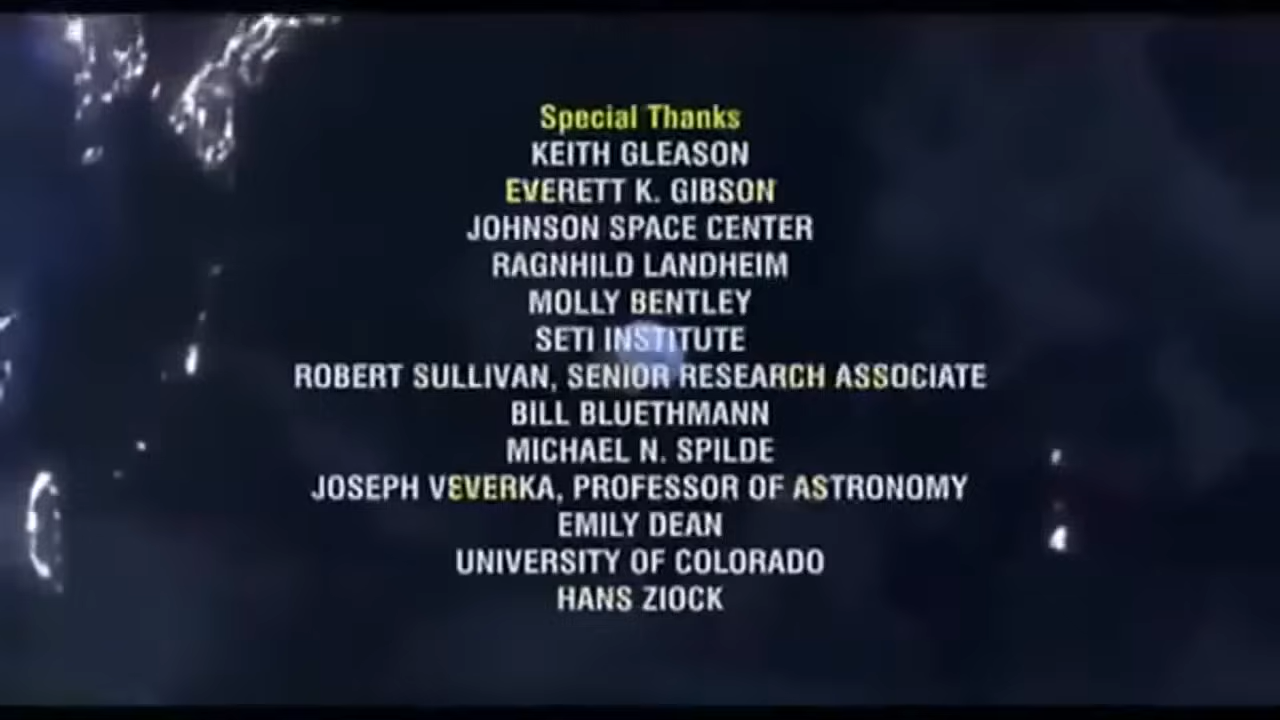 Special Thanks
KEITH GLEASON
EVERETT K. GIBSON
JOHNSON SPACE CENTER
RAGNHILD LANDHEIM
MOLLY BENTLEY
SETI INSTITUTE
ROBERT SULLIVAN, SENIOR RESEARCH ASSOCIATE
BILL BLUETHMANN
MICHAEL N. SPILDE
JOSEPH VEVERKA, PROFESSOR OF ASTRONOMY
EMILY DEAN
UNIVERSITY OF COLORADO
HANS ZIOCK